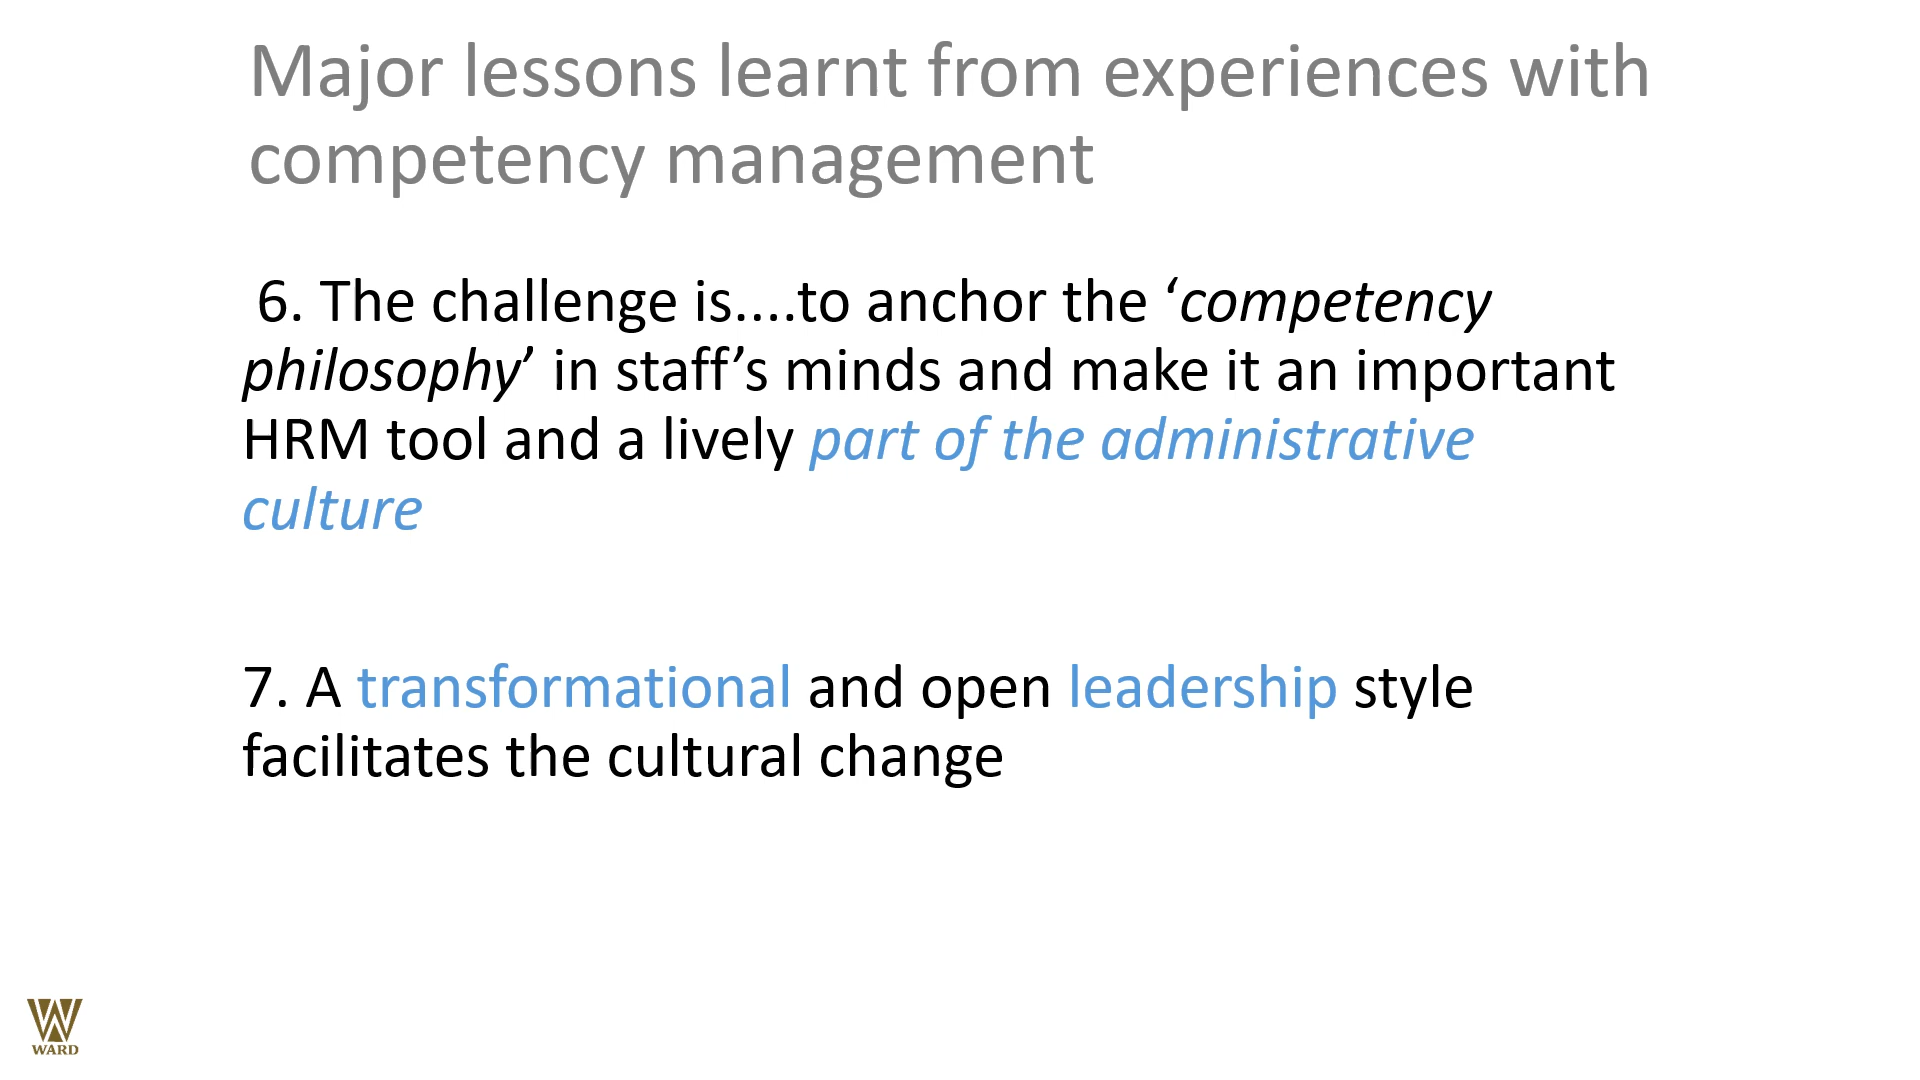 Major lessons learnt from experiences with
competency management
6. The challenge is....to anchor the ‘competency
philosophy’ in staff’s minds and make it an important
HRM tool and a lively part of the administrative
culture
7. A transformational and open leadership style
facilitates the cultural change
WARD